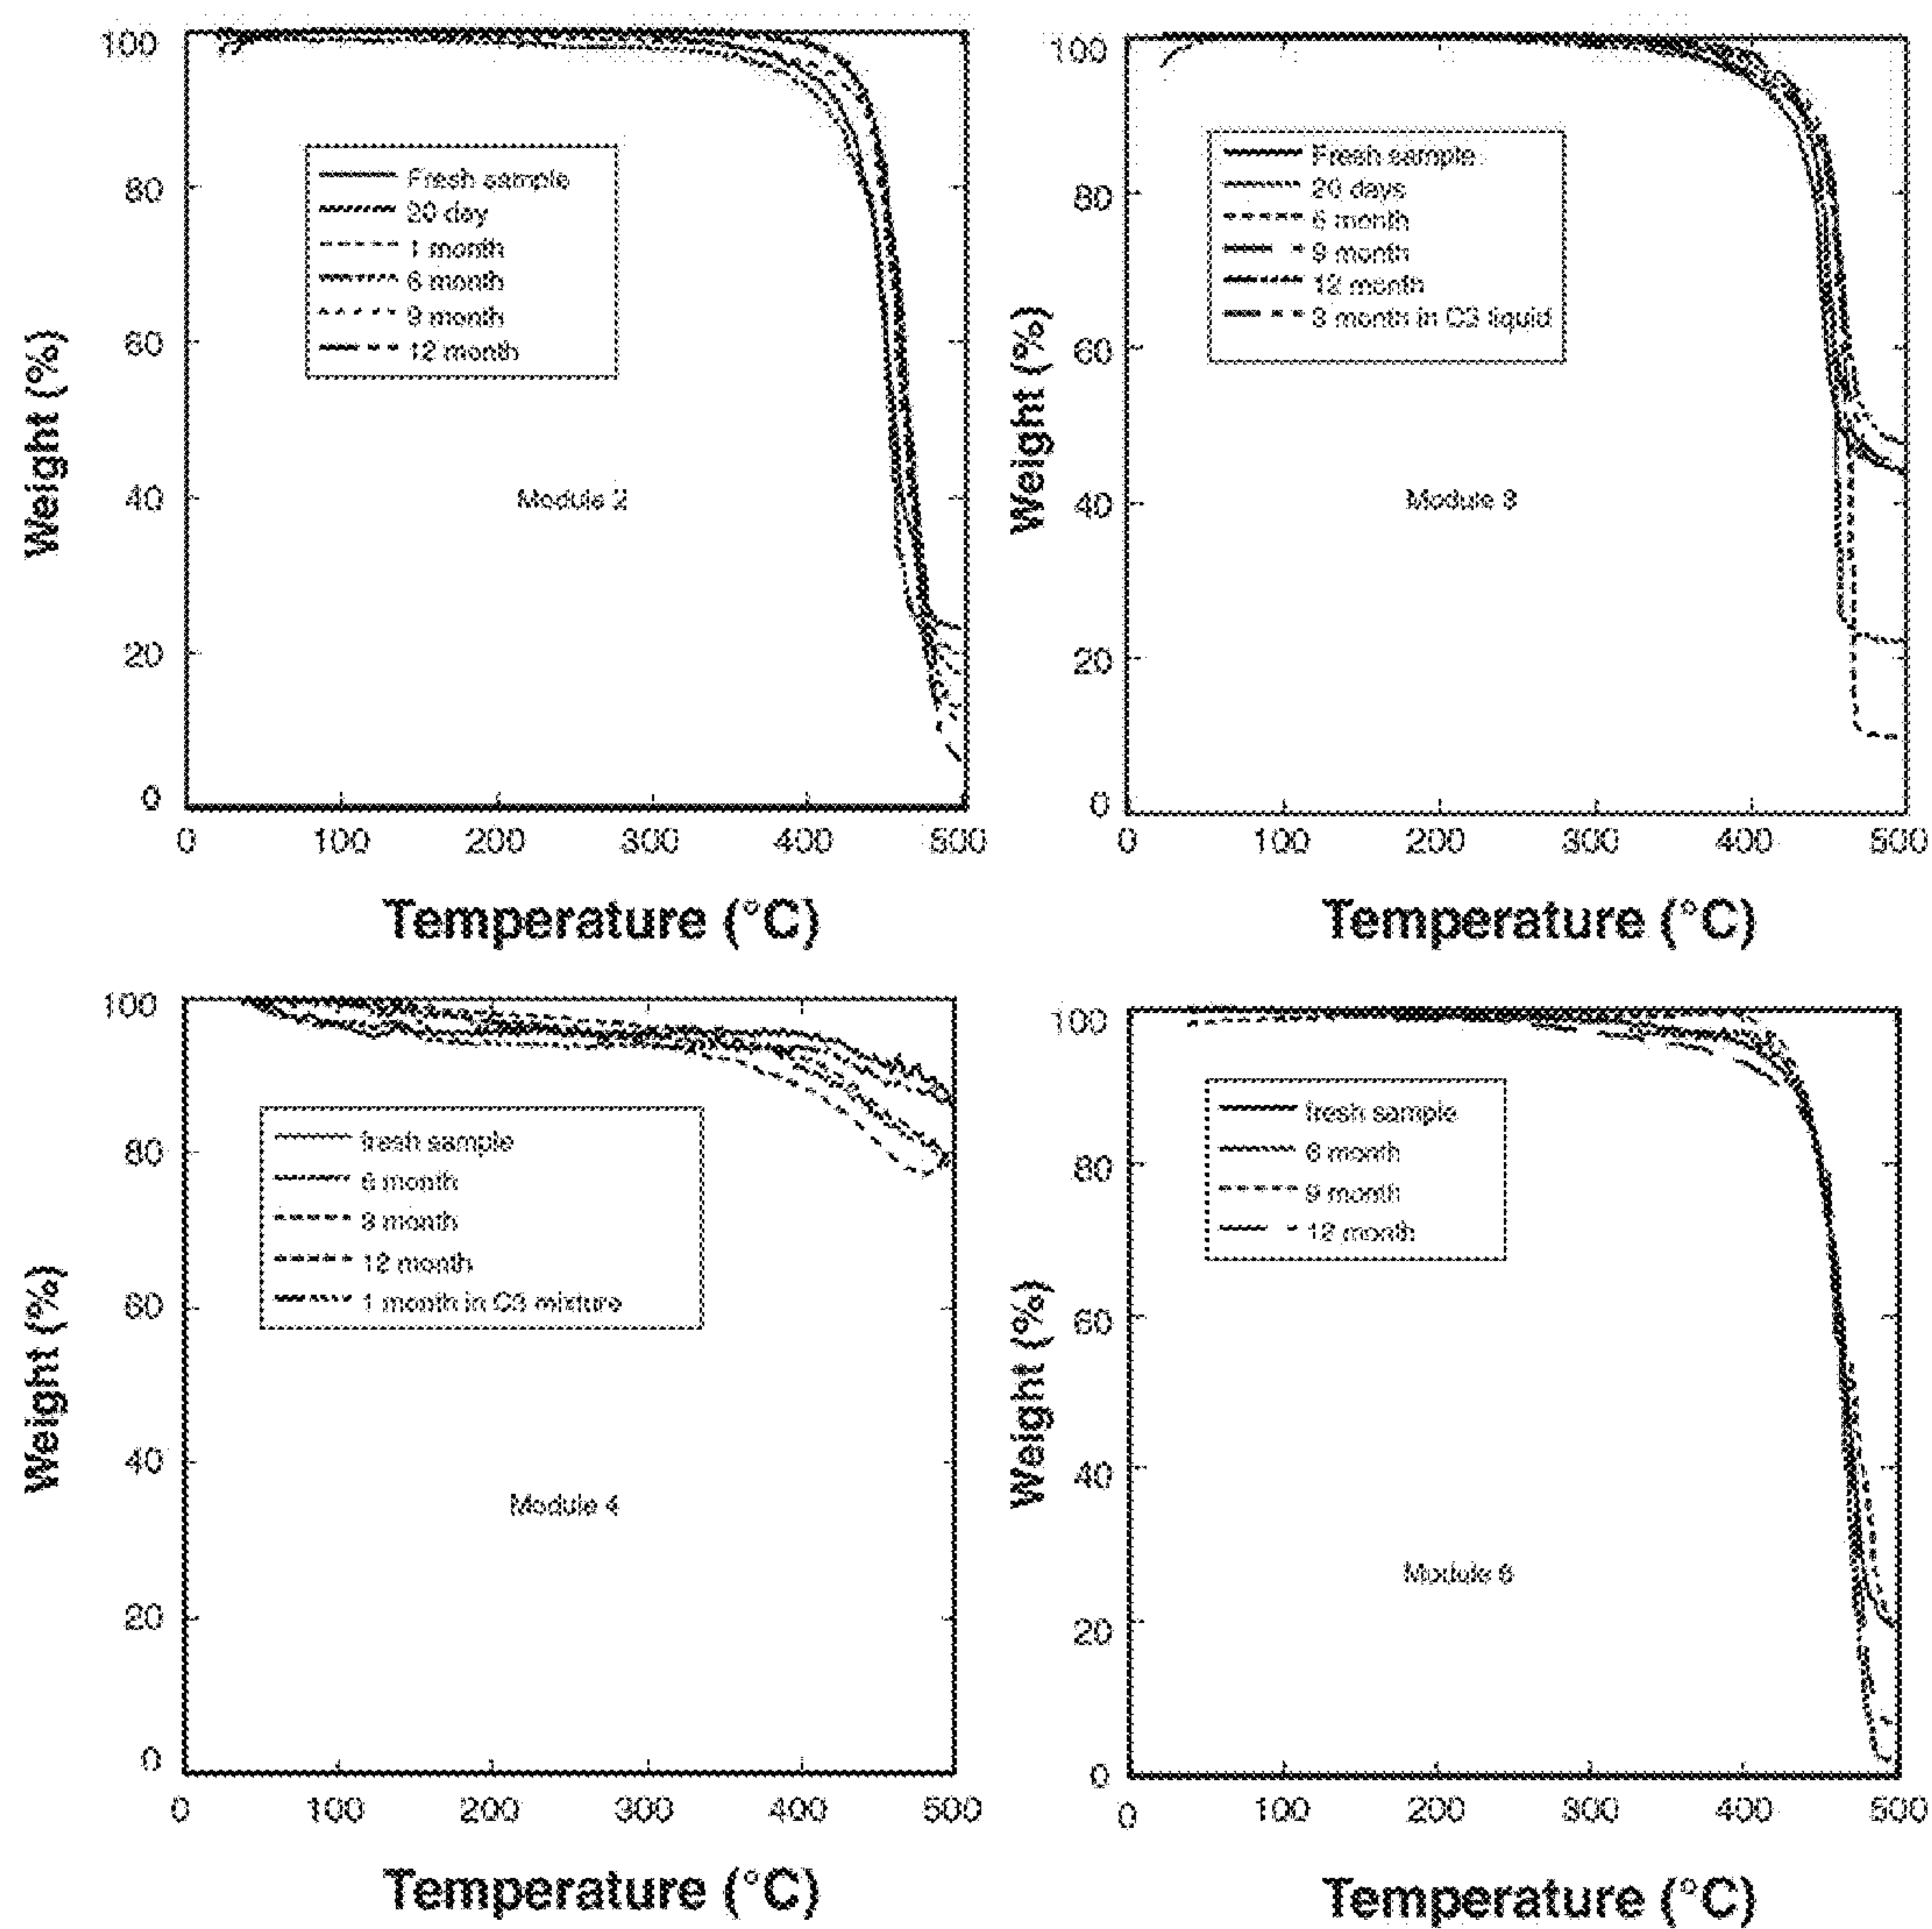 100
80
60
40
20
0
Weight (%)
Fresh sample
20 day
1 month
6 month
9 month
12 month
Module 2
0 100 200 300 400 500
Temperature (°C)
100
80
60
40
20
0
Weight (%)
Fresh sample
20 days
6 month
9 month
12 month
month in C3 liquid
Module 3
0 100 200 300 400 500
Temperature (°C)
100
80
60
40
20
0
Weight (%)
fresh sample
6 month
9 month
12 month
1 month in C3 mixture
Module 4
0 100 200 300 400 500
Temperature (°C)
100
80
60
40
20
0
Weight (%)
fresh sample
6 month
9 month
12 month
Module
0 100 200 300 400 500
Temperature (°C)